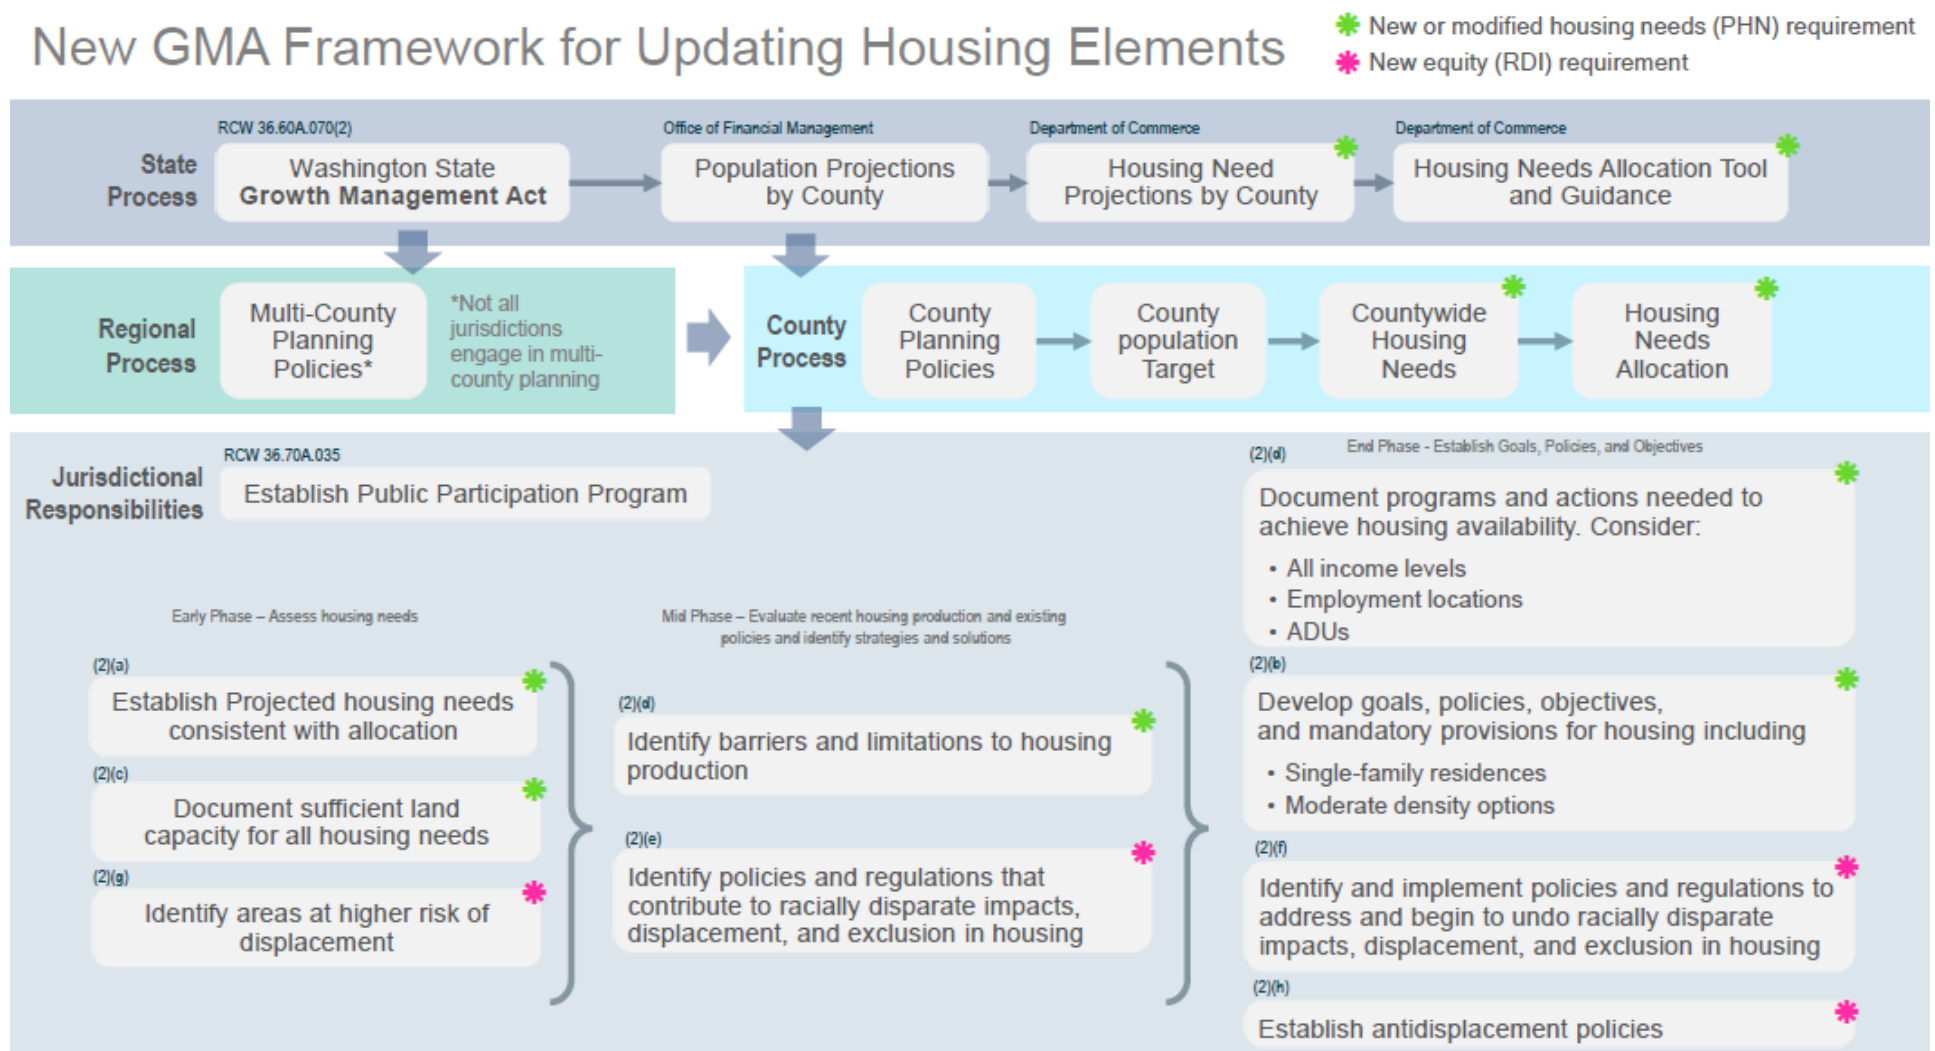 New GMA Framework for Updating Housing Elements
New or modified housing needs (PHN) requirement
New equity (RDI) requirement
State
Process
RCW 36.60A.070(2)
Washington State
Growth Management Act
Office of Financial Management
Population Projections
by County
Department of Commerce
Housing Need
Projections by County
Department of Commerce
Housing Needs Allocation Tool
and Guidance
Regional
Process
Multi-County
Planning
Policies*
*Not all
jurisdictions
engage in multi-
county planning
County
Process
County
Planning
Policies
County
population
Target
Countywide
Housing
Needs
Housing
Needs
Allocation
Jurisdictional
Responsibilities
RCW 36.70A.035
Establish Public Participation Program
Early Phase – Assess housing needs
(2)(a)
Establish Projected housing needs
consistent with allocation
(2)(c)
Document sufficient land
capacity for all housing needs
(2)(g)
Identify areas at higher risk of
displacement
Mid Phase – Evaluate recent housing production and existing
policies and identify strategies and solutions
(2)(d)
Identify barriers and limitations to housing
production
(2)(e)
Identify policies and regulations that
contribute to racially disparate impacts,
displacement, and exclusion in housing
End Phase - Establish Goals, Policies, and Objectives
(2)(d)
Document programs and actions needed to
achieve housing availability. Consider:
• All income levels
• Employment locations
• ADUs
(2)(b)
Develop goals, policies, objectives,
and mandatory provisions for housing including
• Single-family residences
• Moderate density options
(2)(f)
Identify and implement policies and regulations to
address and begin to undo racially disparate
impacts, displacement, and exclusion in housing
(2)(h)
Establish antidisplacement policies